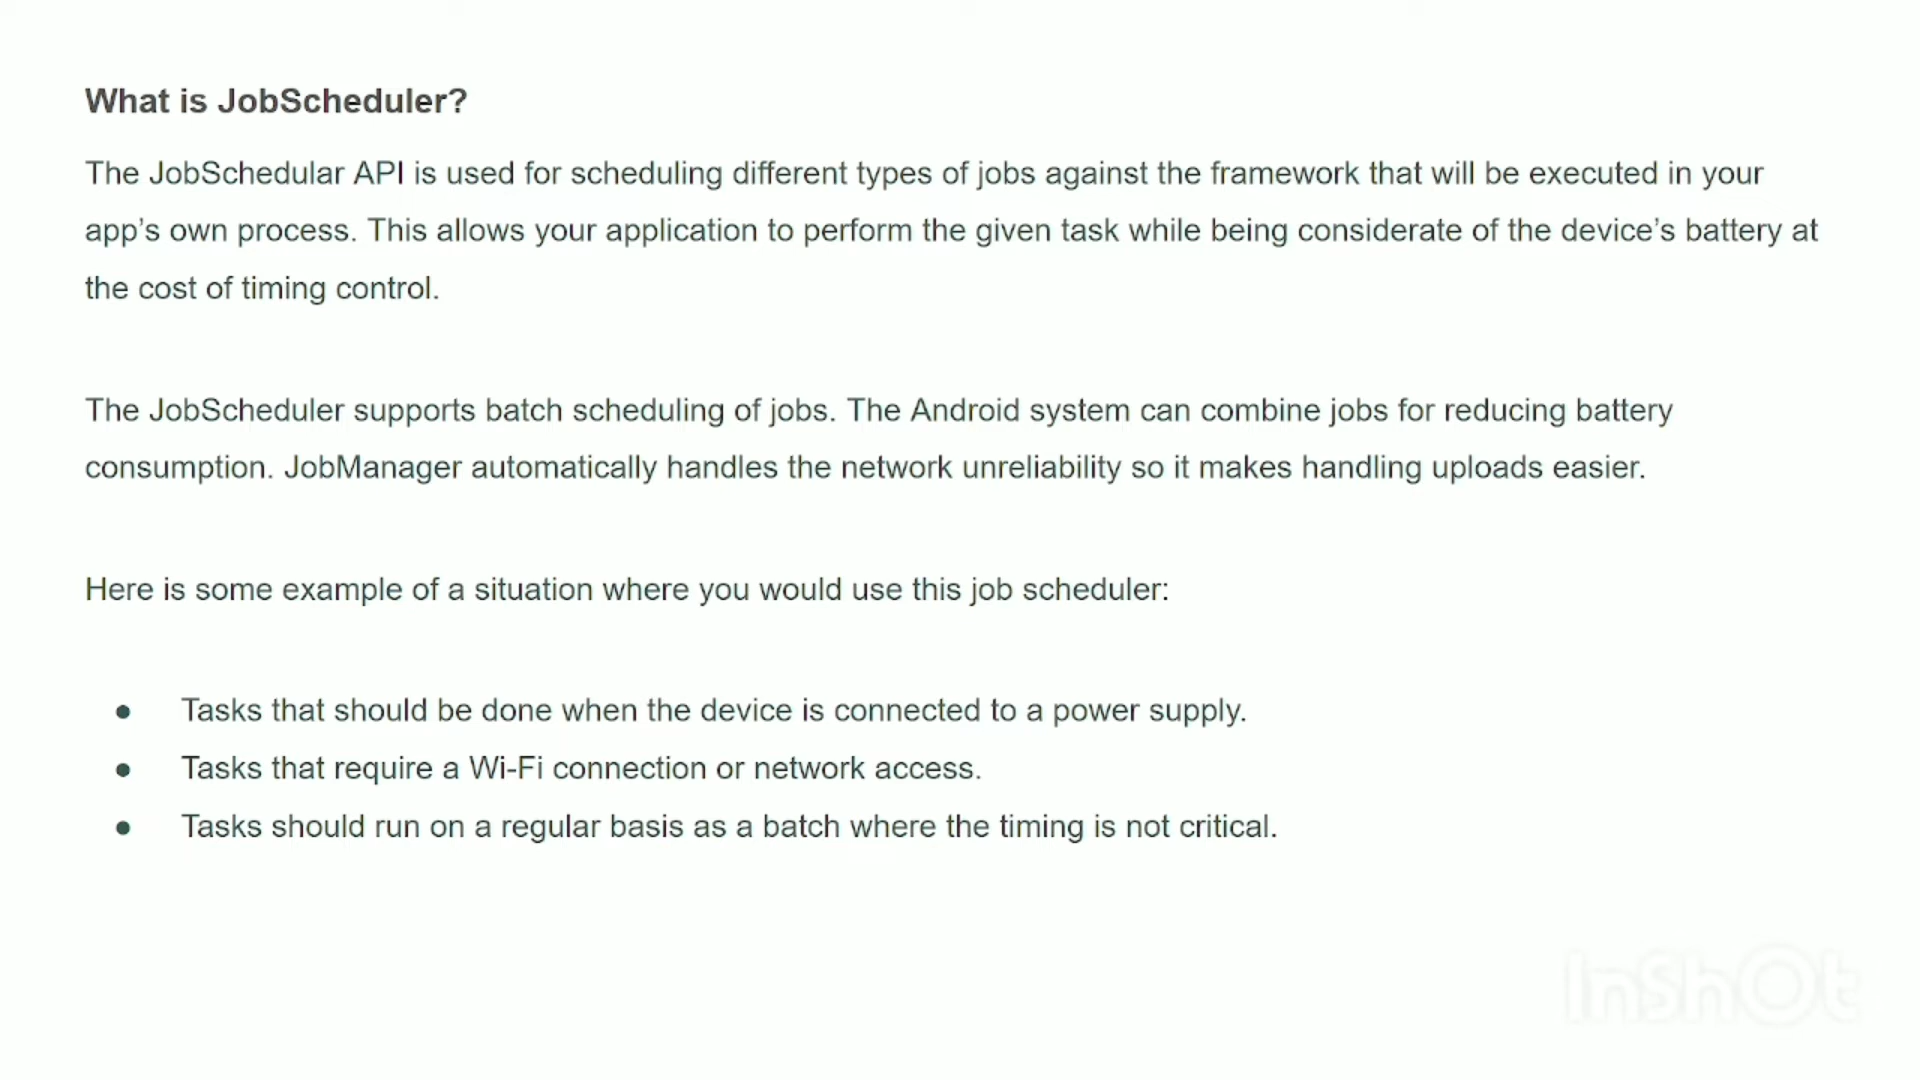 What is JobScheduler?
The JobSchedular API is used for scheduling different types of jobs against the framework that will be executed in your
app’s own process. This allows your application to perform the given task while being considerate of the device’s battery at
the cost of timing control.
The JobScheduler supports batch scheduling of jobs. The Android system can combine jobs for reducing battery
consumption. JobManager automatically handles the network unreliability so it makes handling uploads easier.
Here is some example of a situation where you would use this job scheduler:
● Tasks that should be done when the device is connected to a power supply.
● Tasks that require a Wi-Fi connection or network access.
● Tasks should run on a regular basis as a batch where the timing is not critical.
InShOt